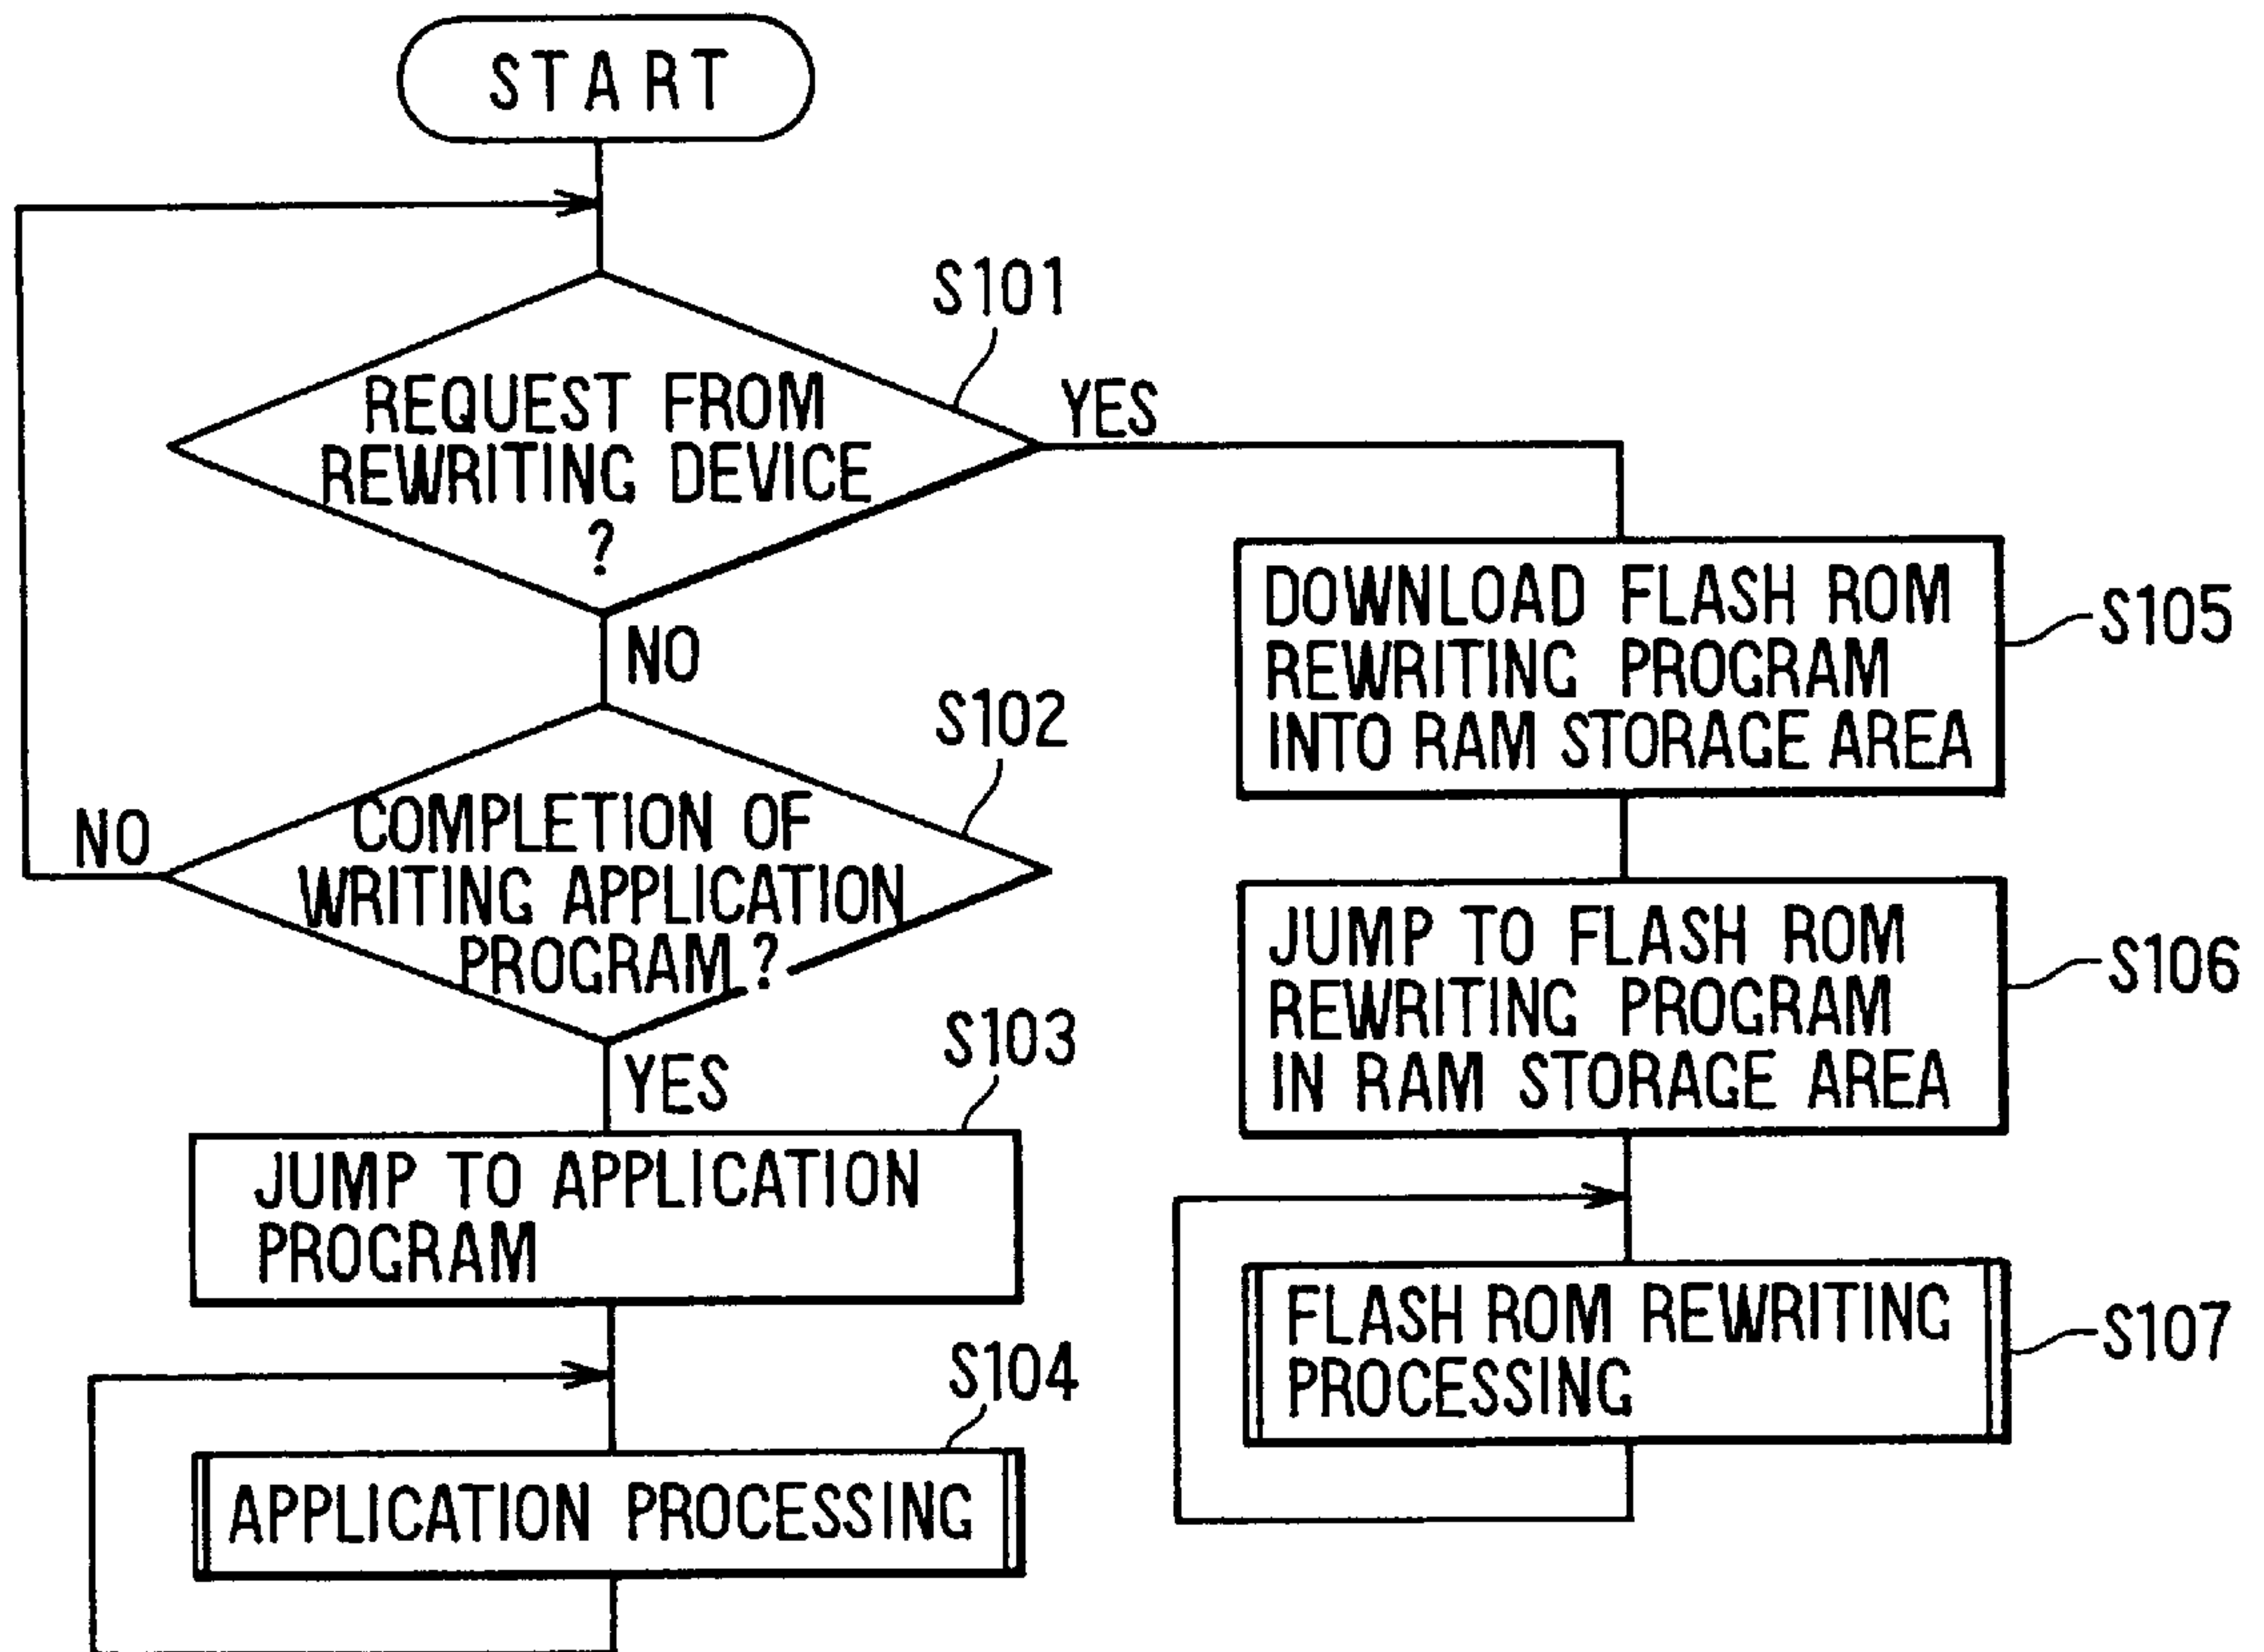 START
S101
REQUEST FROM
REWRITING DEVICE
?
YES
NO
S102
COMPLETION OF
WRITING APPLICATION
PROGRAM ?
NO
YES
S103
JUMP TO APPLICATION
PROGRAM
S104
APPLICATION PROCESSING
DOWNLOAD FLASH ROM
REWRITING PROGRAM
INTO RAM STORAGE AREA
S105
JUMP TO FLASH ROM
REWRITING PROGRAM
IN RAM STORAGE AREA
S106
FLASH ROM REWRITING
PROCESSING
S107